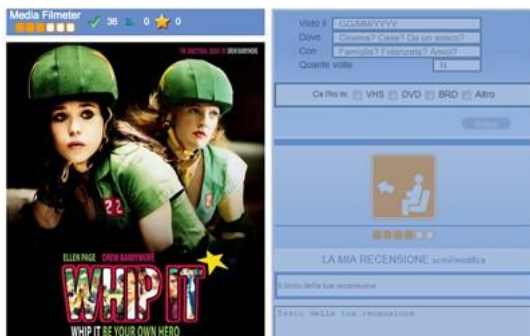 Media Filmeter
36
0
0
THE DIRECTORIAL DEBUT OF DREW BARRYMORE
22
ELLEN PAGE DREW BARRYMORE
WHIP IT
WHIP IT BE YOUR OWN HERO
Visto il GG/MM/YYYY
Dove Cinema? Casa? Da un amico?
Con Famiglia? Fidanzata? Amici?
Quante volte N
Ce l'ho in: VHS DVD BRD Altro
LA MIA RECENSIONE scrivi/modifica
Il titolo della tua recensione
Testo della tua recensione